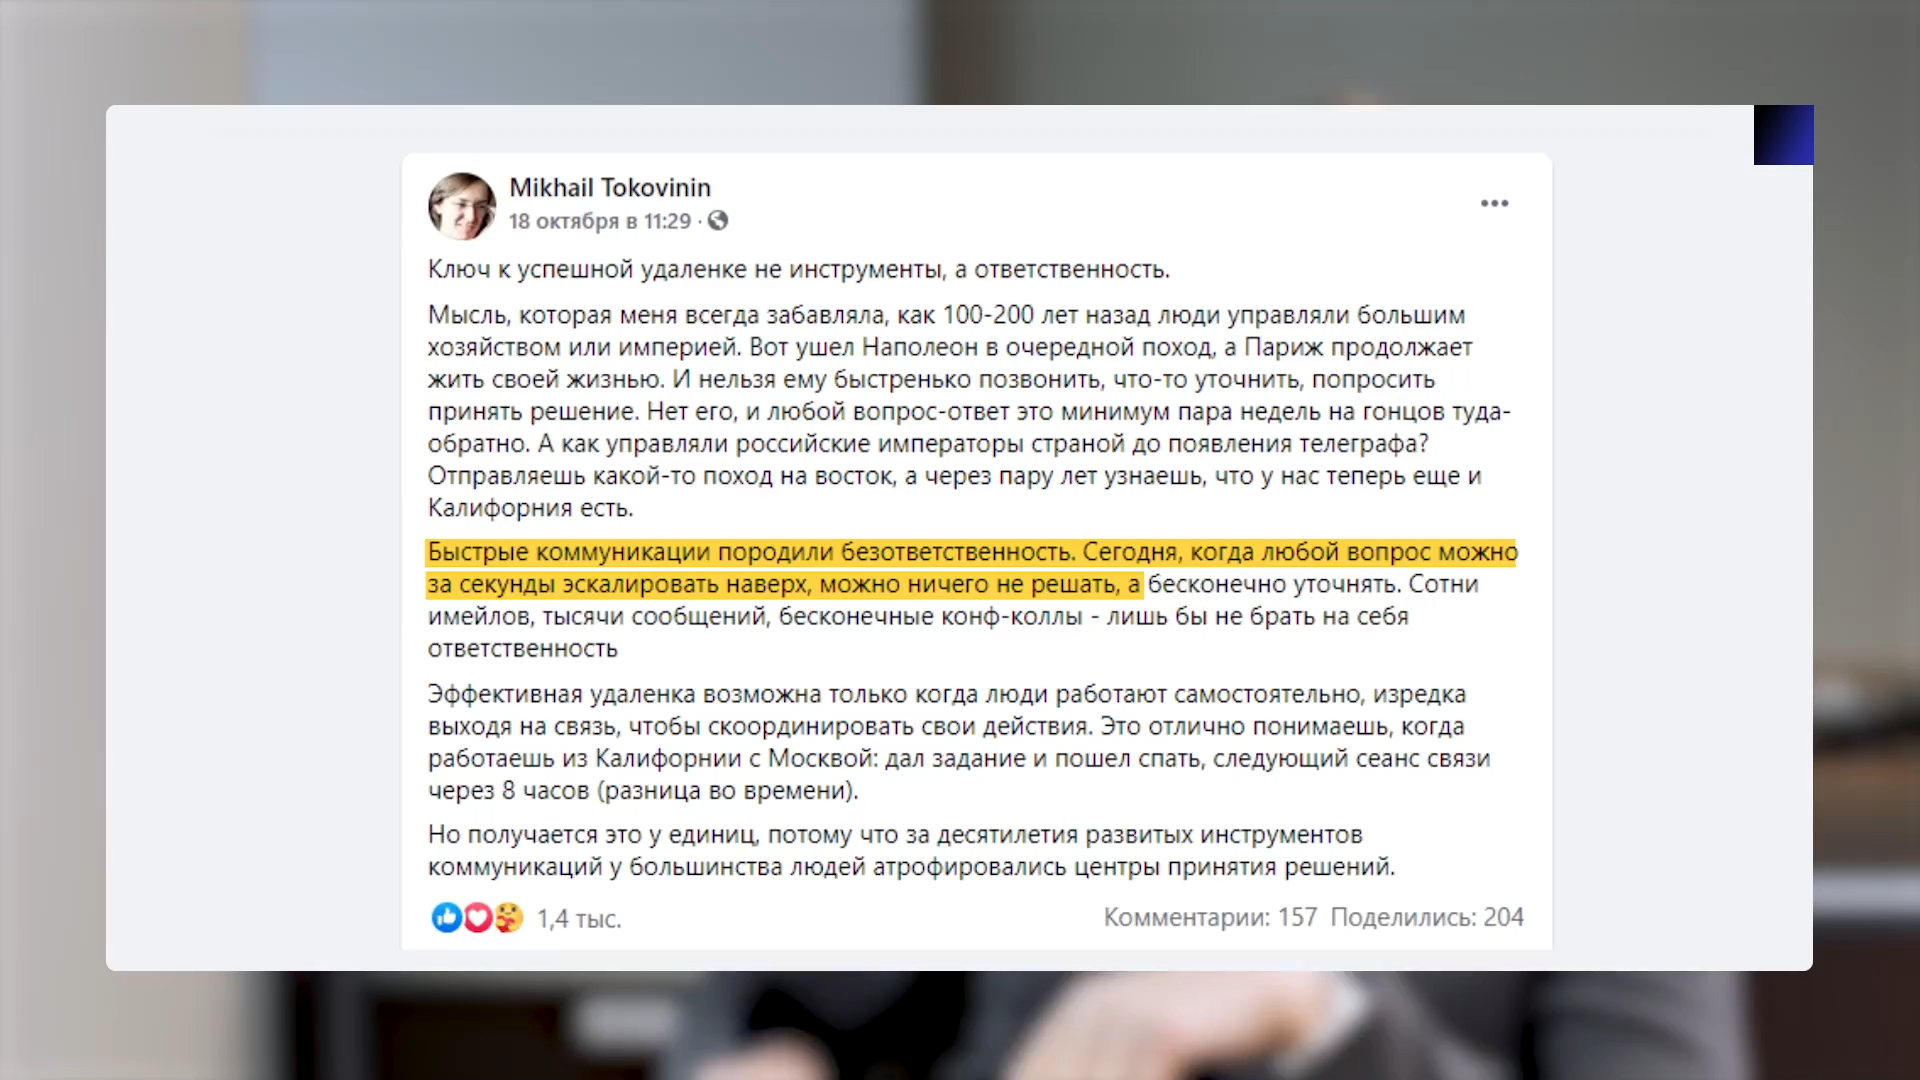 Mikhail Tokovinin
18 октября в 11:29 ·
Ключ к успешной удаленке не инструменты, а ответственность.
Мысль, которая меня всегда забавляла, как 100-200 лет назад люди управляли большим
хозяйством или империей. Вот ушел Наполеон в очередной поход, а Париж продолжает
жить своей жизнью. И нельзя ему быстренько позвонить, что-то уточнить, попросить
принять решение. Нет его, и любой вопрос-ответ это минимум пара недель на гонцов туда-
обратно. А как управляли российские императоры страной до появления телеграфа?
Отправляешь какой-то поход на восток, а через пару лет узнаешь, что у нас теперь еще и
Калифорния есть.
Быстрые коммуникации породили безответственность. Сегодня, когда любой вопрос можно
за секунды эскалировать наверх, можно ничего не решать, а бесконечно уточнять. Сотни
имейлов, тысячи сообщений, бесконечные конф-коллы - лишь бы не брать на себя
ответственность
Эффективная удаленка возможна только когда люди работают самостоятельно, изредка
выходя на связь, чтобы скоординировать свои действия. Это отлично понимаешь, когда
работаешь из Калифорнии с Москвой: дал задание и пошел спать, следующий сеанс связи
через 8 часов (разница во времени).
Но получается это у единиц, потому что за десятилетия развитых инструментов
коммуникаций у большинства людей атрофировались центры принятия решений.
1,4 тыс.
Комментарии: 157 Поделились: 204